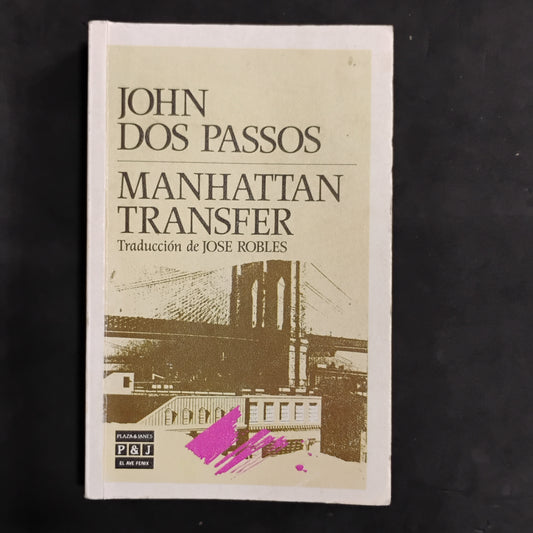 JOHN
DOS PASSOS
MANHATTAN
TRANSFER
Traducción de JOSE ROBLES
PLAZA & JANES
P&J
EL AVE FENIX